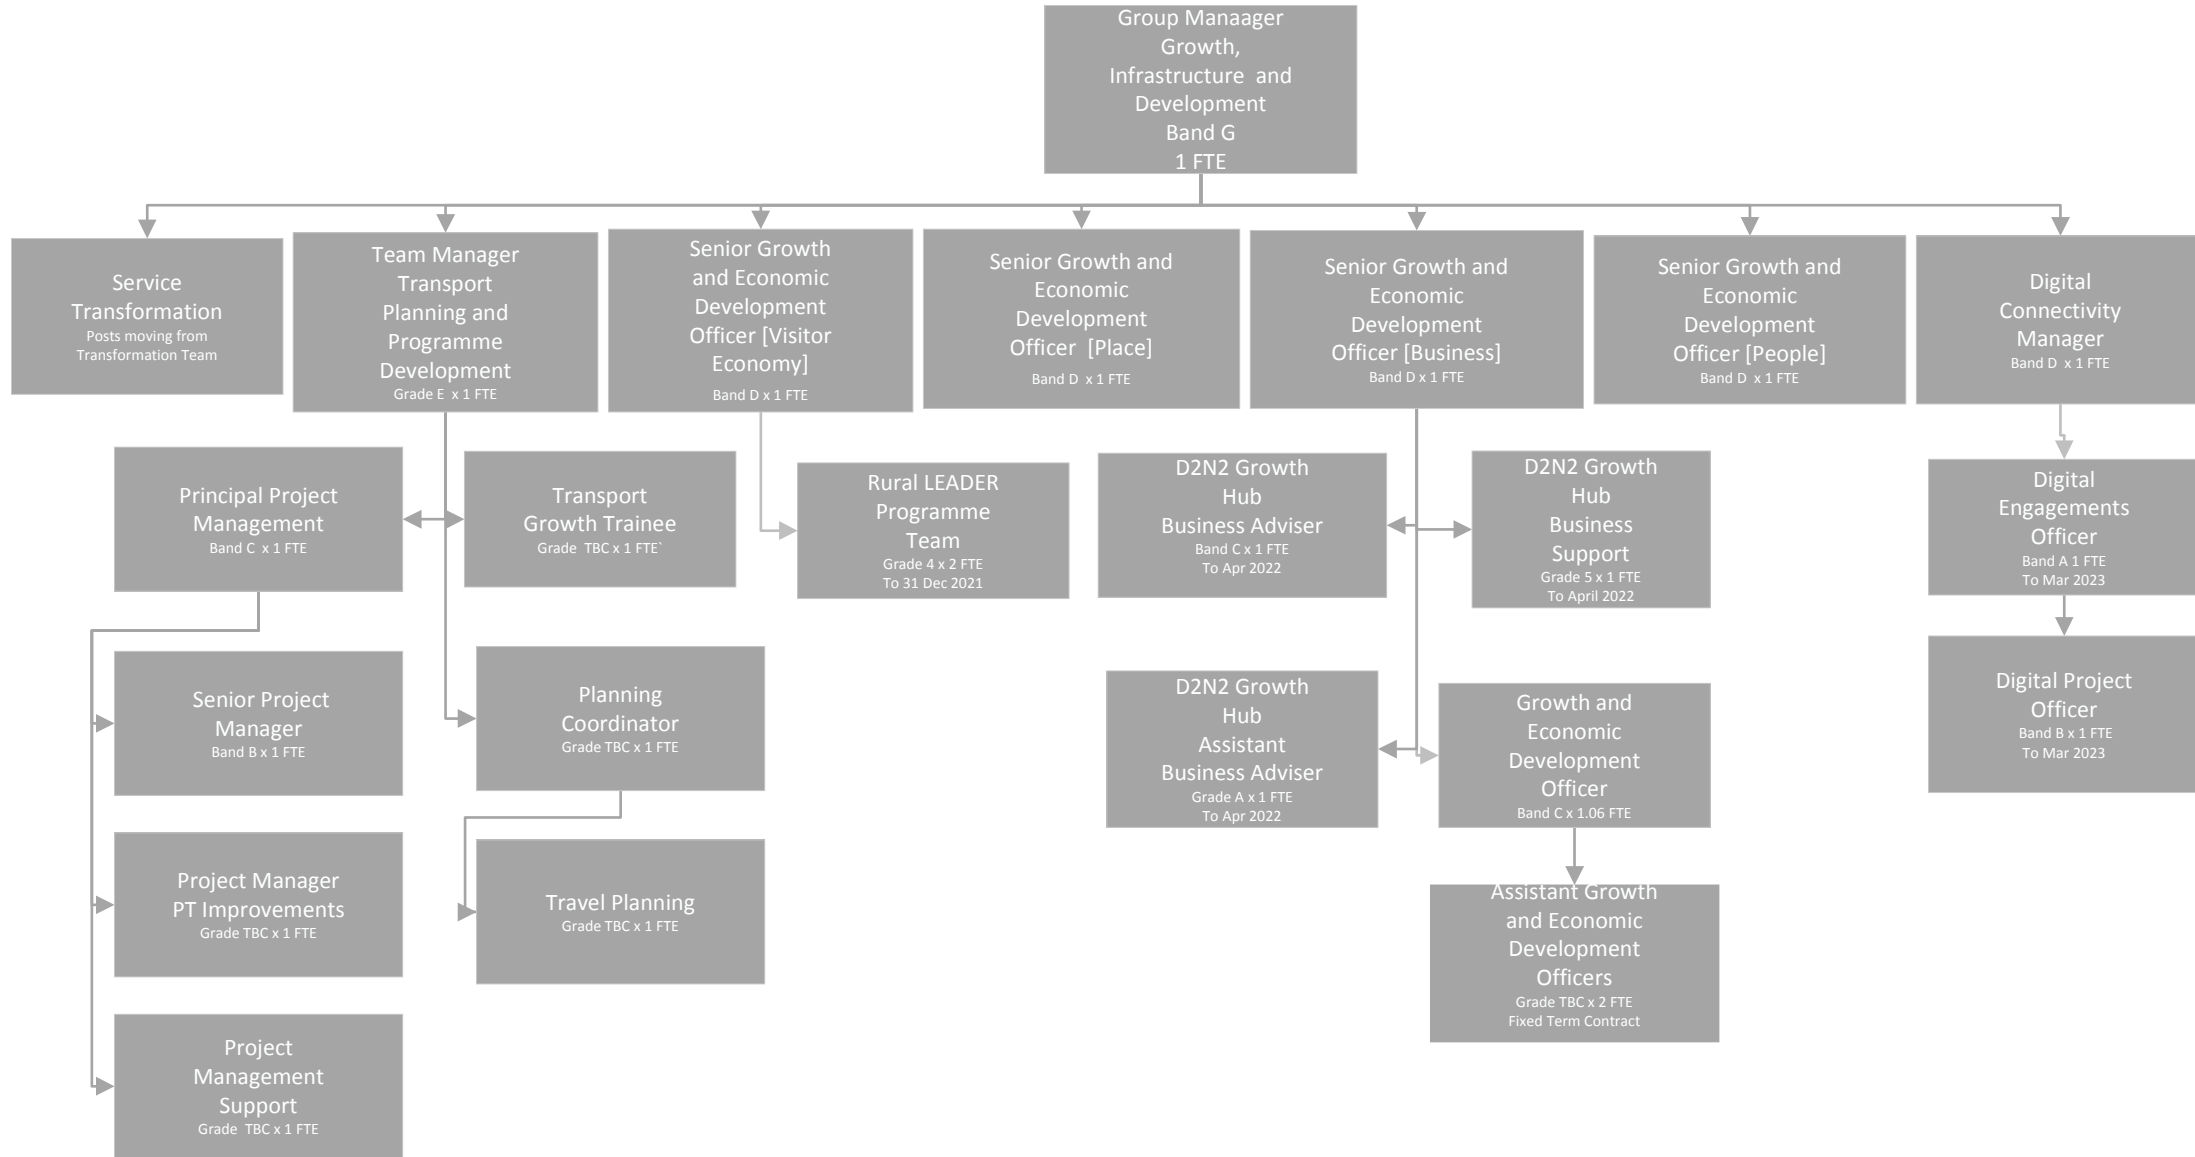 Group Manaager
Growth,
Infrastructure and
Development
Band G
1 FTE
Service
Transformation
Posts moving from
Transformation Team
Team Manager
Transport
Planning and
Programme
Development
Grade E x 1 FTE
Senior Growth
and Economic
Development
Officer [Visitor
Economy]
Band D x 1 FTE
Senior Growth and
Economic
Development
Officer [Place]
Band D x 1 FTE
Senior Growth and
Economic
Development
Officer [Business]
Band D x 1 FTE
Senior Growth and
Economic
Development
Officer [People]
Band D x 1 FTE
Digital
Connectivity
Manager
Band D x 1 FTE
Principal Project
Management
Band C x 1 FTE
Transport
Growth Trainee
Grade TBC x 1 FTE`
Rural LEADER
Programme
Team
Grade 4 x 2 FTE
To 31 Dec 2021
D2N2 Growth
Hub
Business Adviser
Band C x 1 FTE
To Apr 2022
D2N2 Growth
Hub
Business
Support
Grade 5 x 1 FTE
To April 2022
Digital
Engagements
Officer
Band A 1 FTE
To Mar 2023
Senior Project
Manager
Band B x 1 FTE
Planning
Coordinator
Grade TBC x 1 FTE
D2N2 Growth
Hub
Assistant
Business Adviser
Grade A x 1 FTE
To Apr 2022
Growth and
Economic
Development
Officer
Band C x 1.06 FTE
Digital Project
Officer
Band B x 1 FTE
To Mar 2023
Project Manager
PT Improvements
Grade TBC x 1 FTE
Travel Planning
Grade TBC x 1 FTE
Assistant Growth
and Economic
Development
Officers
Grade TBC x 2 FTE
Fixed Term Contract
Project
Management
Support
Grade TBC x 1 FTE